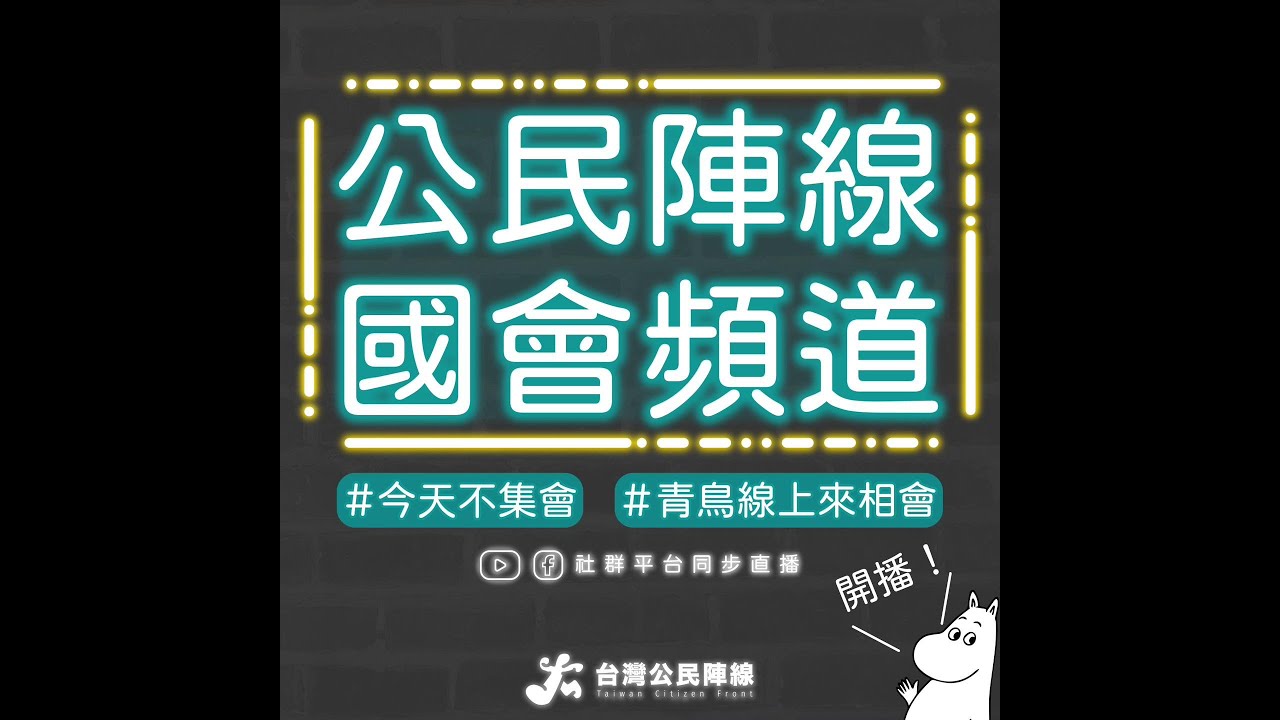 公民陣線
國會頻道
#今天不集會 #青鳥線上來相會
社群平台同步直播
開播！
台灣公民陣線
Taiwan Citizen Front